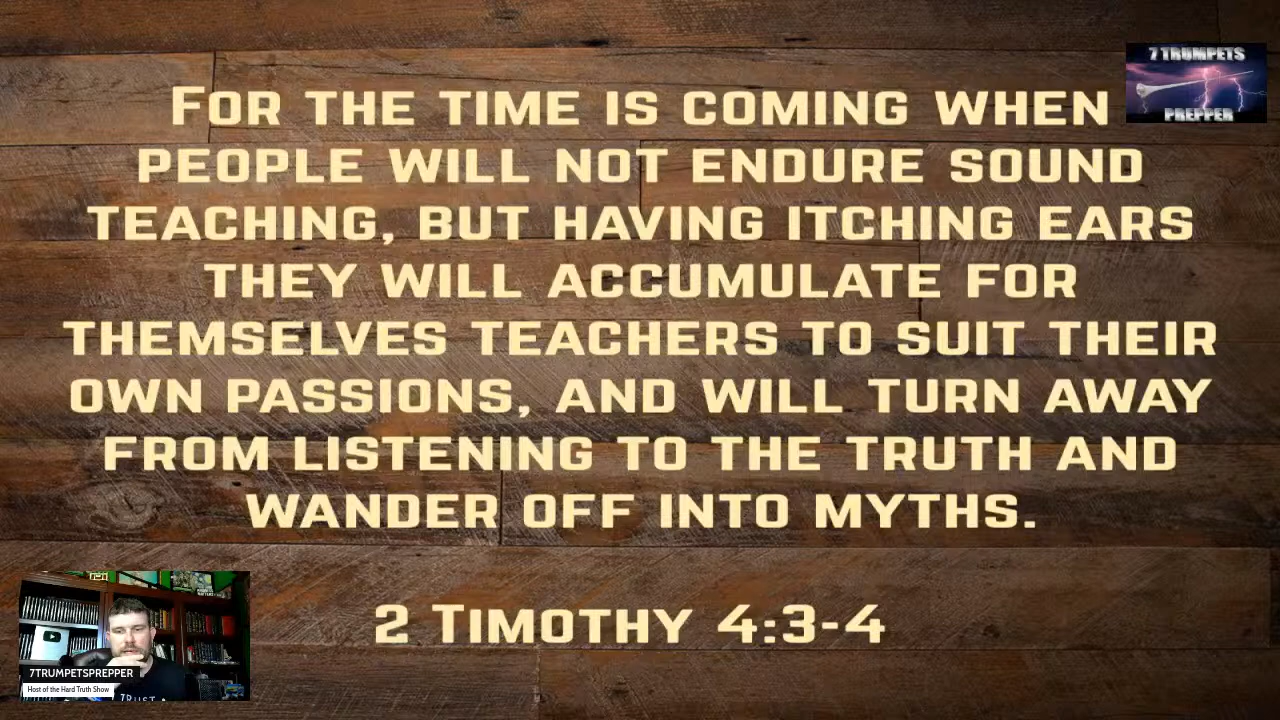 7 TRUMPETS
PREPPER
FOR THE TIME IS COMING WHEN
PEOPLE WILL NOT ENDURE SOUND
TEACHING, BUT HAVING ITCHING EARS
THEY WILL ACCUMULATE FOR
THEMSELVES TEACHERS TO SUIT THEIR
OWN PASSIONS, AND WILL TURN AWAY
FROM LISTENING TO THE TRUTH AND
WANDER OFF INTO MYTHS.
2 TIMOTHY 4:3-4
7TRUMPETSPREPPER
Host of the Hard Truth Show